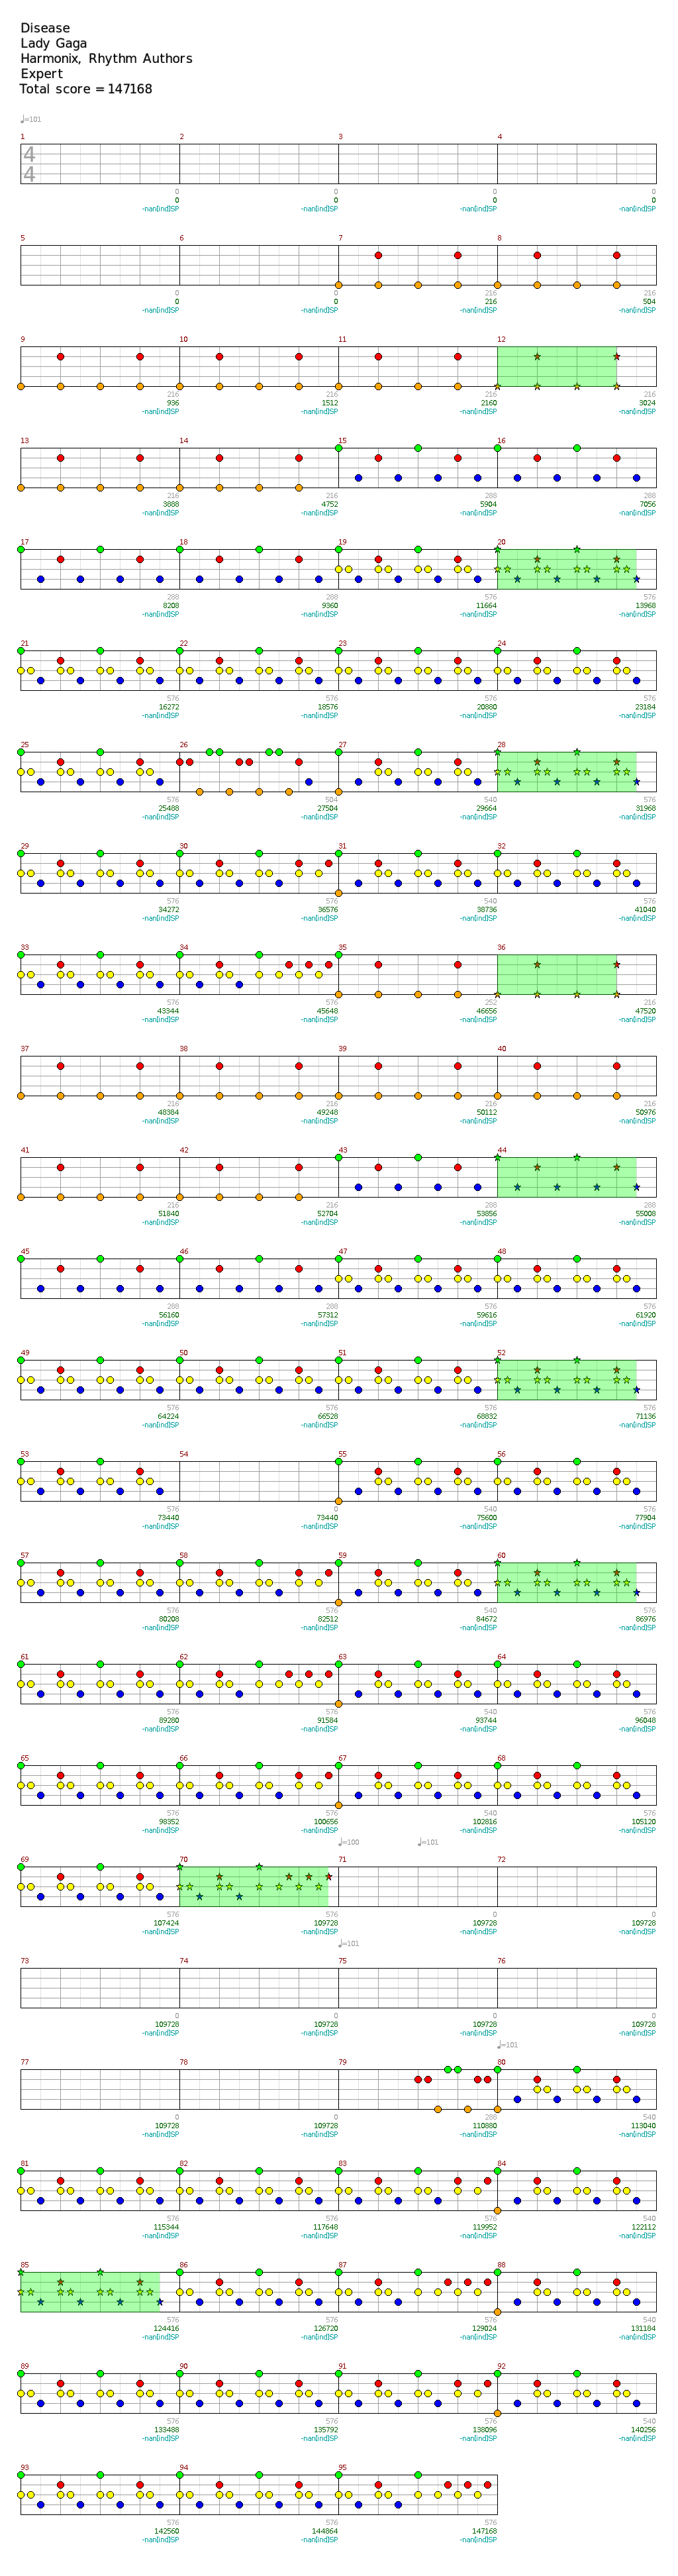 Disease
Lady Gaga
Harmonix, Rhythm Authors
Expert
Total score = 147168
♩=101
1 2 3 4
4
4
0 0 0 0
0 0 0 0
-nan(ind)SP -nan(ind)SP -nan(ind)SP -nan(ind)SP
5 6 7 8
0 0 216 216
0 0 216 504
-nan(ind)SP -nan(ind)SP -nan(ind)SP -nan(ind)SP
9 10 11 12
216 216 216 216
936 1512 2160 3024
-nan(ind)SP -nan(ind)SP -nan(ind)SP -nan(ind)SP
13 14 15 16
216 216 288 288
3888 4752 5904 7056
-nan(ind)SP -nan(ind)SP -nan(ind)SP -nan(ind)SP
17 18 19 20
288 288 576 576
8208 9360 11664 13968
-nan(ind)SP -nan(ind)SP -nan(ind)SP -nan(ind)SP
21 22 23 24
576 576 576 576
16272 18576 20880 23184
-nan(ind)SP -nan(ind)SP -nan(ind)SP -nan(ind)SP
25 26 27 28
576 504 540 576
25488 27504 29664 31968
-nan(ind)SP -nan(ind)SP -nan(ind)SP -nan(ind)SP
29 30 31 32
576 576 540 576
34272 36576 38736 41040
-nan(ind)SP -nan(ind)SP -nan(ind)SP -nan(ind)SP
33 34 35 36
576 576 252 216
43344 45648 46656 47520
-nan(ind)SP -nan(ind)SP -nan(ind)SP -nan(ind)SP
37 38 39 40
216 216 216 216
48384 49248 50112 50976
-nan(ind)SP -nan(ind)SP -nan(ind)SP -nan(ind)SP
41 42 43 44
216 216 288 288
51840 52704 53856 55008
-nan(ind)SP -nan(ind)SP -nan(ind)SP -nan(ind)SP
45 46 47 48
288 288 576 576
56160 57312 59616 61920
-nan(ind)SP -nan(ind)SP -nan(ind)SP -nan(ind)SP
49 50 51 52
576 576 576 576
64224 66528 68832 71136
-nan(ind)SP -nan(ind)SP -nan(ind)SP -nan(ind)SP
53 54 55 56
576 0 540 576
73440 73440 75600 77904
-nan(ind)SP -nan(ind)SP -nan(ind)SP -nan(ind)SP
57 58 59 60
576 576 540 576
80208 82512 84672 86976
-nan(ind)SP -nan(ind)SP -nan(ind)SP -nan(ind)SP
61 62 63 64
576 576 540 576
89280 91584 93744 96048
-nan(ind)SP -nan(ind)SP -nan(ind)SP -nan(ind)SP
65 66 67 68
576 576 540 576
98352 100656 102816 105120
-nan(ind)SP -nan(ind)SP -nan(ind)SP -nan(ind)SP
♩=100 ♩=101
69 70 71 72
576 576 0 0
107424 109728 109728 109728
-nan(ind)SP -nan(ind)SP -nan(ind)SP -nan(ind)SP
♩=101
73 74 75 76
0 0 0 0
109728 109728 109728 109728
-nan(ind)SP -nan(ind)SP -nan(ind)SP -nan(ind)SP
♩=101
77 78 79 80
0 0 288 540
109728 109728 110880 113040
-nan(ind)SP -nan(ind)SP -nan(ind)SP -nan(ind)SP
81 82 83 84
576 576 576 540
115344 117648 119952 122112
-nan(ind)SP -nan(ind)SP -nan(ind)SP -nan(ind)SP
85 86 87 88
576 576 576 540
124416 126720 129024 131184
-nan(ind)SP -nan(ind)SP -nan(ind)SP -nan(ind)SP
89 90 91 92
576 576 576 540
133488 135792 138096 140256
-nan(ind)SP -nan(ind)SP -nan(ind)SP -nan(ind)SP
93 94 95
576 576 576
142560 144864 147168
-nan(ind)SP -nan(ind)SP -nan(ind)SP